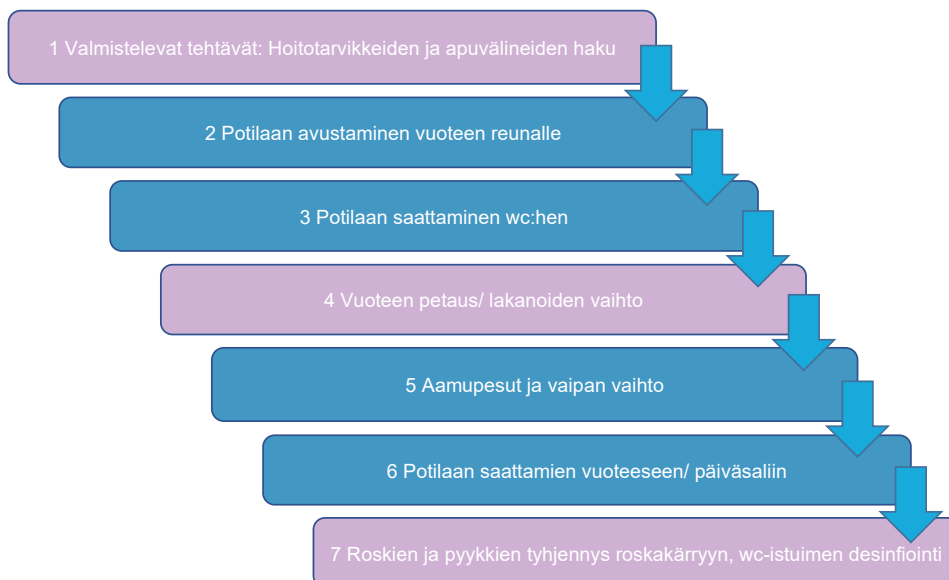 1 Valmistelevat tehtävät: Hoitotarvikkeiden ja apuvälineiden haku
2 Potilaan avustaminen vuoteen reunalle
3 Potilaan saattaminen wc:hen
4 Vuoteen petaus/ lakanoiden vaihto
5 Aamupesut ja vaipan vaihto
6 Potilaan saattamien vuoteeseen/ päiväsaliin
7 Roskien ja pyykkien tyhjennys roskakärryyn, wc-istuimen desinfiointi